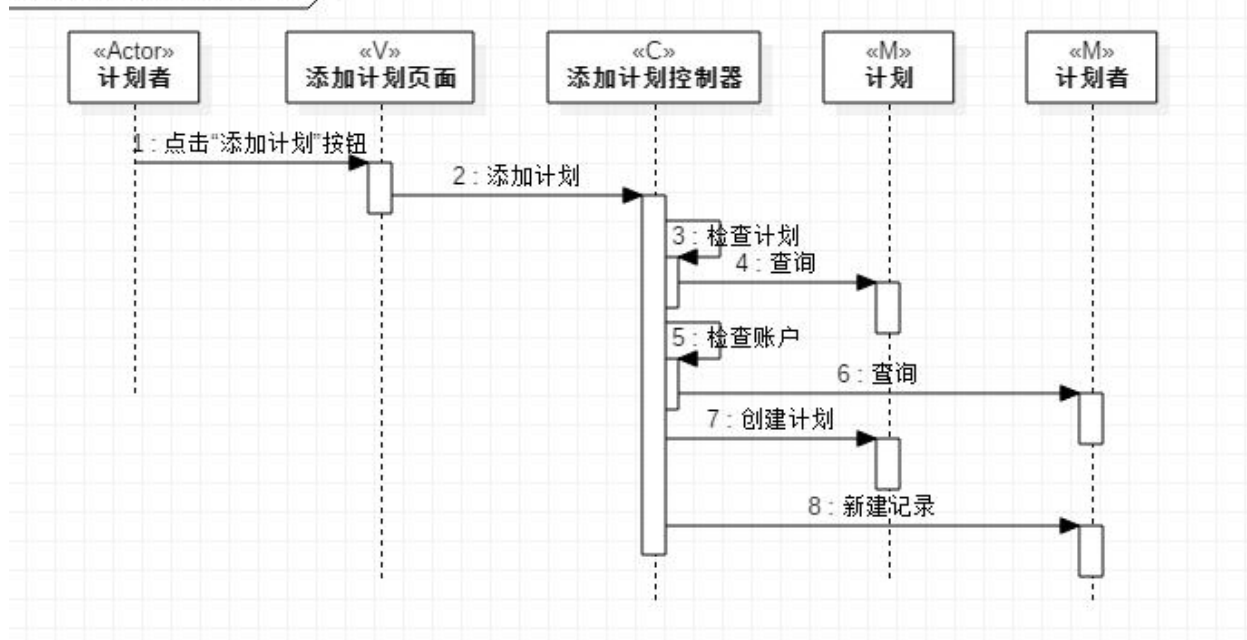 «Actor»
计划者
«V»
添加计划页面
«C»
添加计划控制器
«M»
计划
«M»
计划者
1 : 点击“添加计划”按钮
2 : 添加计划
3 : 检查计划
4 : 查询
5 : 检查账户
6 : 查询
7 : 创建计划
8 : 新建记录